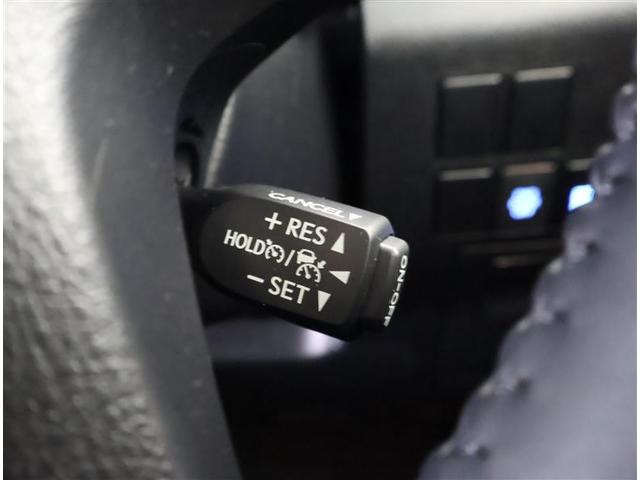 CANCEL▼
+ RES ▲
HOLD / ◀
− SET ▼
ON-OFF